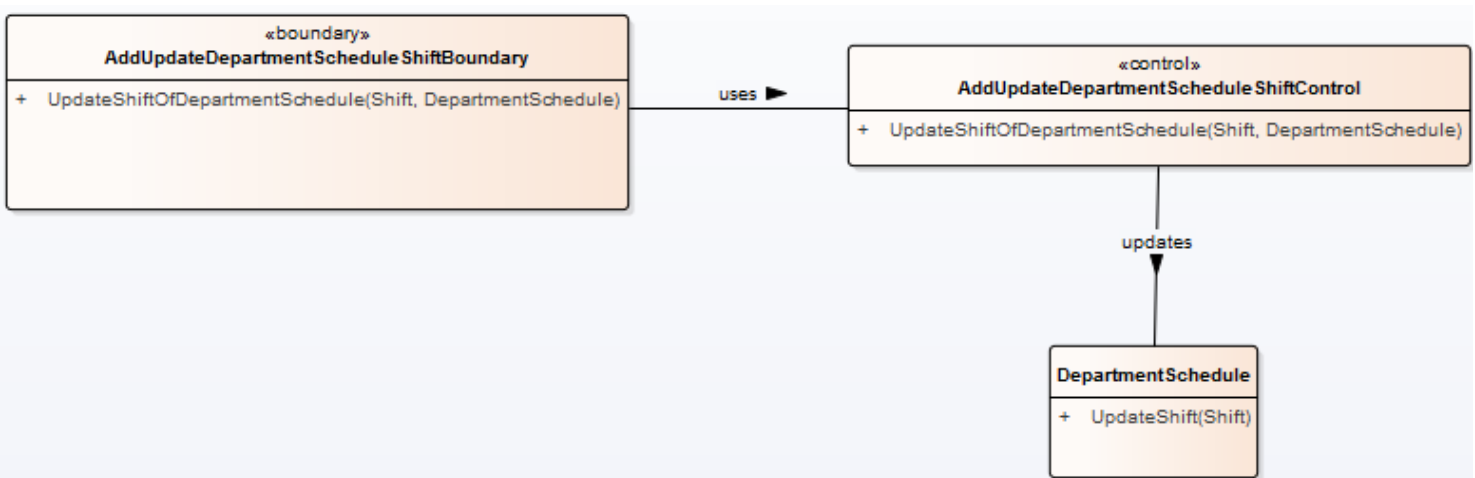 «boundary»
AddUpdateDepartmentScheduleShiftBoundary
+ UpdateShiftOfDepartmentSchedule(Shift, DepartmentSchedule)
uses
«control»
AddUpdateDepartmentScheduleShiftControl
+ UpdateShiftOfDepartmentSchedule(Shift, DepartmentSchedule)
updates
DepartmentSchedule
+ UpdateShift(Shift)